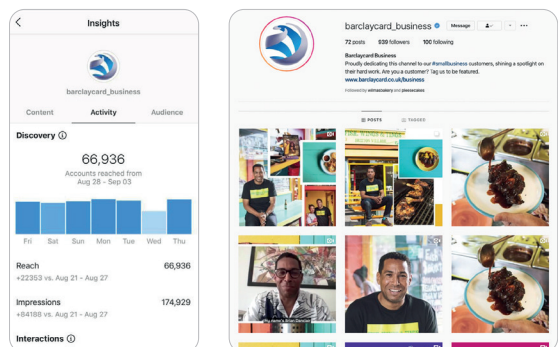 Insights
barclaycard_business
Content Activity Audience
Discovery
66,936
Accounts reached from
Aug 28 - Sep 03
Fri Sat Sun Mon Tue Wed Thu
Reach 66,936
+22353 vs. Aug 21 - Aug 27
Impressions 174,929
+84188 vs. Aug 21 - Aug 27
Interactions
barclaycard_business Message
72 posts 939 followers 100 following
Barclaycard Business
Proudly dedicating this channel to our #smallbusiness customers, shining a spotlight on
their hard work. Are you a customer? Tag us to be featured.
www.barclaycard.co.uk/business
Followed by
POSTS TAGGED